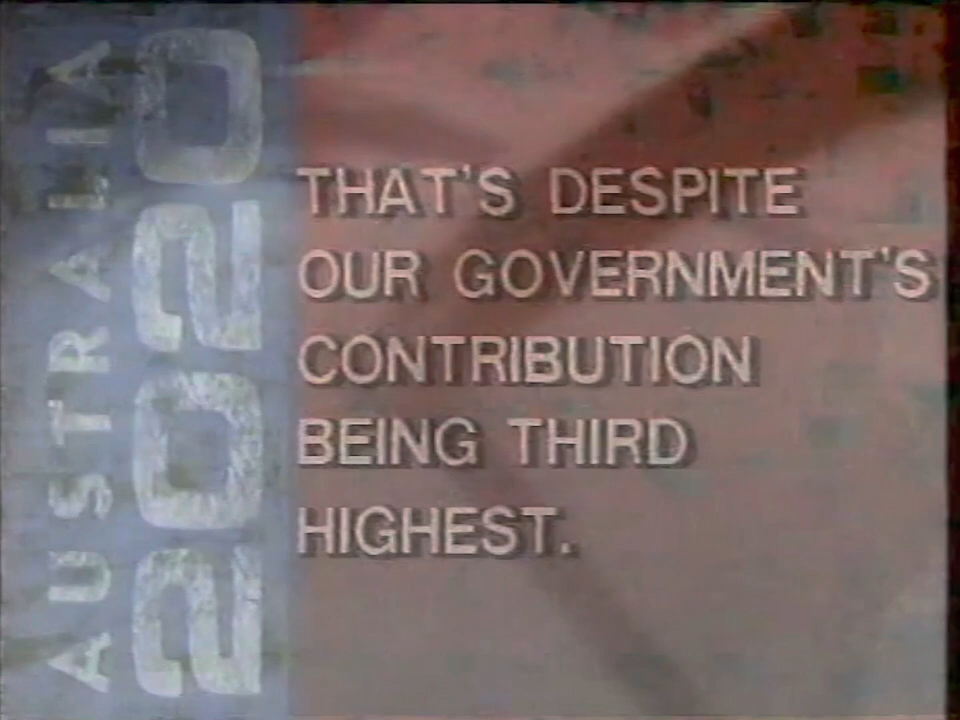 AUSTRALIA
2020
THAT'S DESPITE
OUR GOVERNMENT'S
CONTRIBUTION
BEING THIRD
HIGHEST.